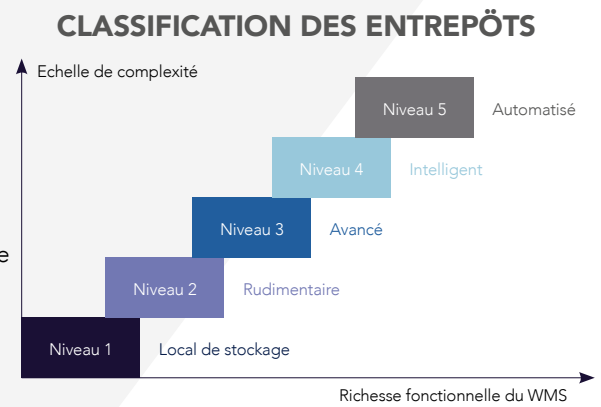 CLASSIFICATION DES ENTREPÖTS
Echelle de complexité
Niveau 5 Automatisé
Niveau 4 Intelligent
Niveau 3 Avancé
e
Niveau 2 Rudimentaire
Niveau 1 Local de stockage
Richesse fonctionnelle du WMS